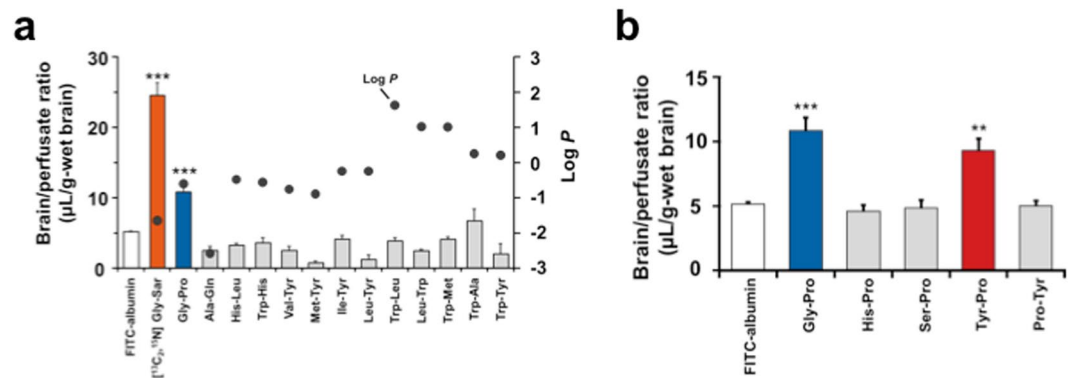 a
Brain/perfusate ratio
(μL/g-wet brain)
30
20
10
0
***
***
Log P
3
2
1
0
-1
-2
-3
Log P
FITC-albumin
[¹³C₂,¹⁵N] Gly-Sar
Gly-Pro
Ala-Gln
His-Leu
Trp-His
Val-Tyr
Met-Tyr
Ile-Tyr
Leu-Tyr
Trp-Leu
Leu-Trp
Trp-Met
Trp-Ala
Trp-Tyr
b
Brain/perfusate ratio
(μL/g-wet brain)
15
10
5
0
***
**
FITC-albumin
Gly-Pro
His-Pro
Ser-Pro
Tyr-Pro
Pro-Tyr